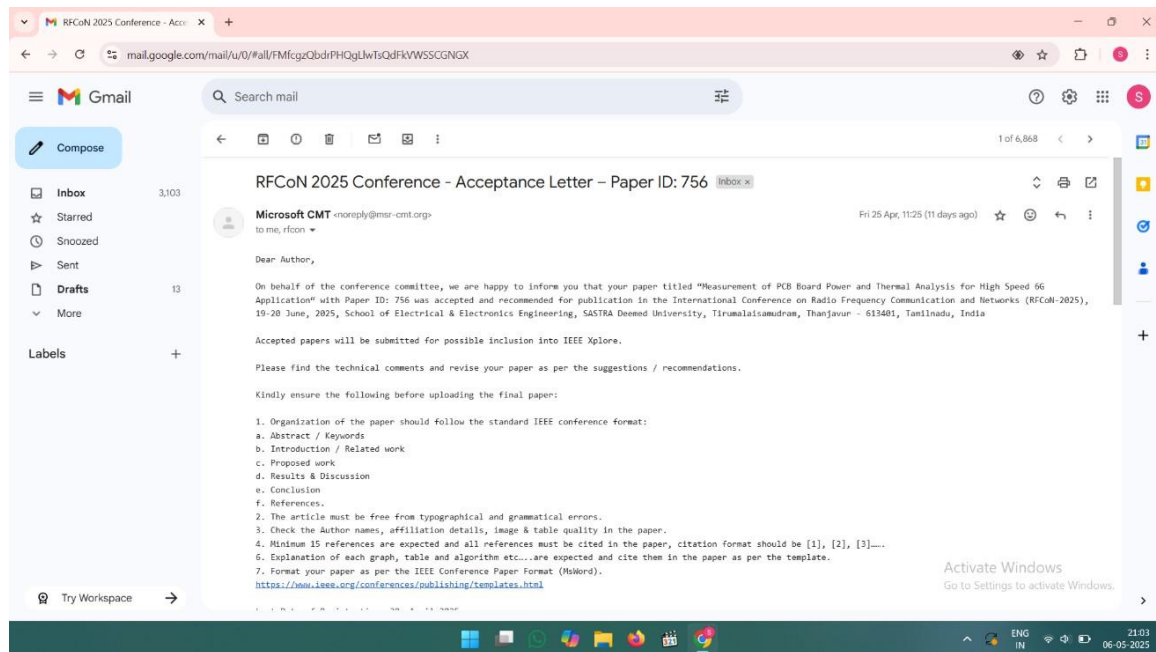 RFCoN 2025 Conference - Acce
mail.google.com/mail/u/0/#all/FMfcgzQbdrPHQgLlwTsQdFkVWSSCGNGX
S
Gmail
Search mail
S
Compose
1 of 6,868
Inbox 3,103
Starred
Snoozed
Sent
Drafts 13
More
Labels
RFCoN 2025 Conference - Acceptance Letter – Paper ID: 756 Inbox ×
Microsoft CMT <noreply@msr-cmt.org> Fri 25 Apr, 11:25 (11 days ago)
to me, rfcon
Dear Author,
On behalf of the conference committee, we are happy to inform you that your paper titled "Measurement of PCB Board Power and Thermal Analysis for High Speed 6G
Application" with Paper ID: 756 was accepted and recommended for publication in the International Conference on Radio Frequency Communication and Networks (RFCoN-2025),
19-20 June, 2025, School of Electrical & Electronics Engineering, SASTRA Deemed University, Tirumalaisamudram, Thanjavur - 613401, Tamilnadu, India
Accepted papers will be submitted for possible inclusion into IEEE Xplore.
Please find the technical comments and revise your paper as per the suggestions / recommendations.
Kindly ensure the following before uploading the final paper:
1. Organization of the paper should follow the standard IEEE conference format:
a. Abstract / Keywords
b. Introduction / Related work
c. Proposed work
d. Results & Discussion
e. Conclusion
f. References.
2. The article must be free from typographical and grammatical errors.
3. Check the Author names, affiliation details, image & table quality in the paper.
4. Minimum 15 references are expected and all references must be cited in the paper, citation format should be [1], [2], [3]…..
6. Explanation of each graph, table and algorithm etc....are expected and cite them in the paper as per the template.
7. Format your paper as per the IEEE Conference Paper Format (MsWord).
https://www.ieee.org/conferences/publishing/templates.html
Activate Windows
Go to Settings to activate Windows.
Try Workspace
ENG
IN
21:03
06-05-2025